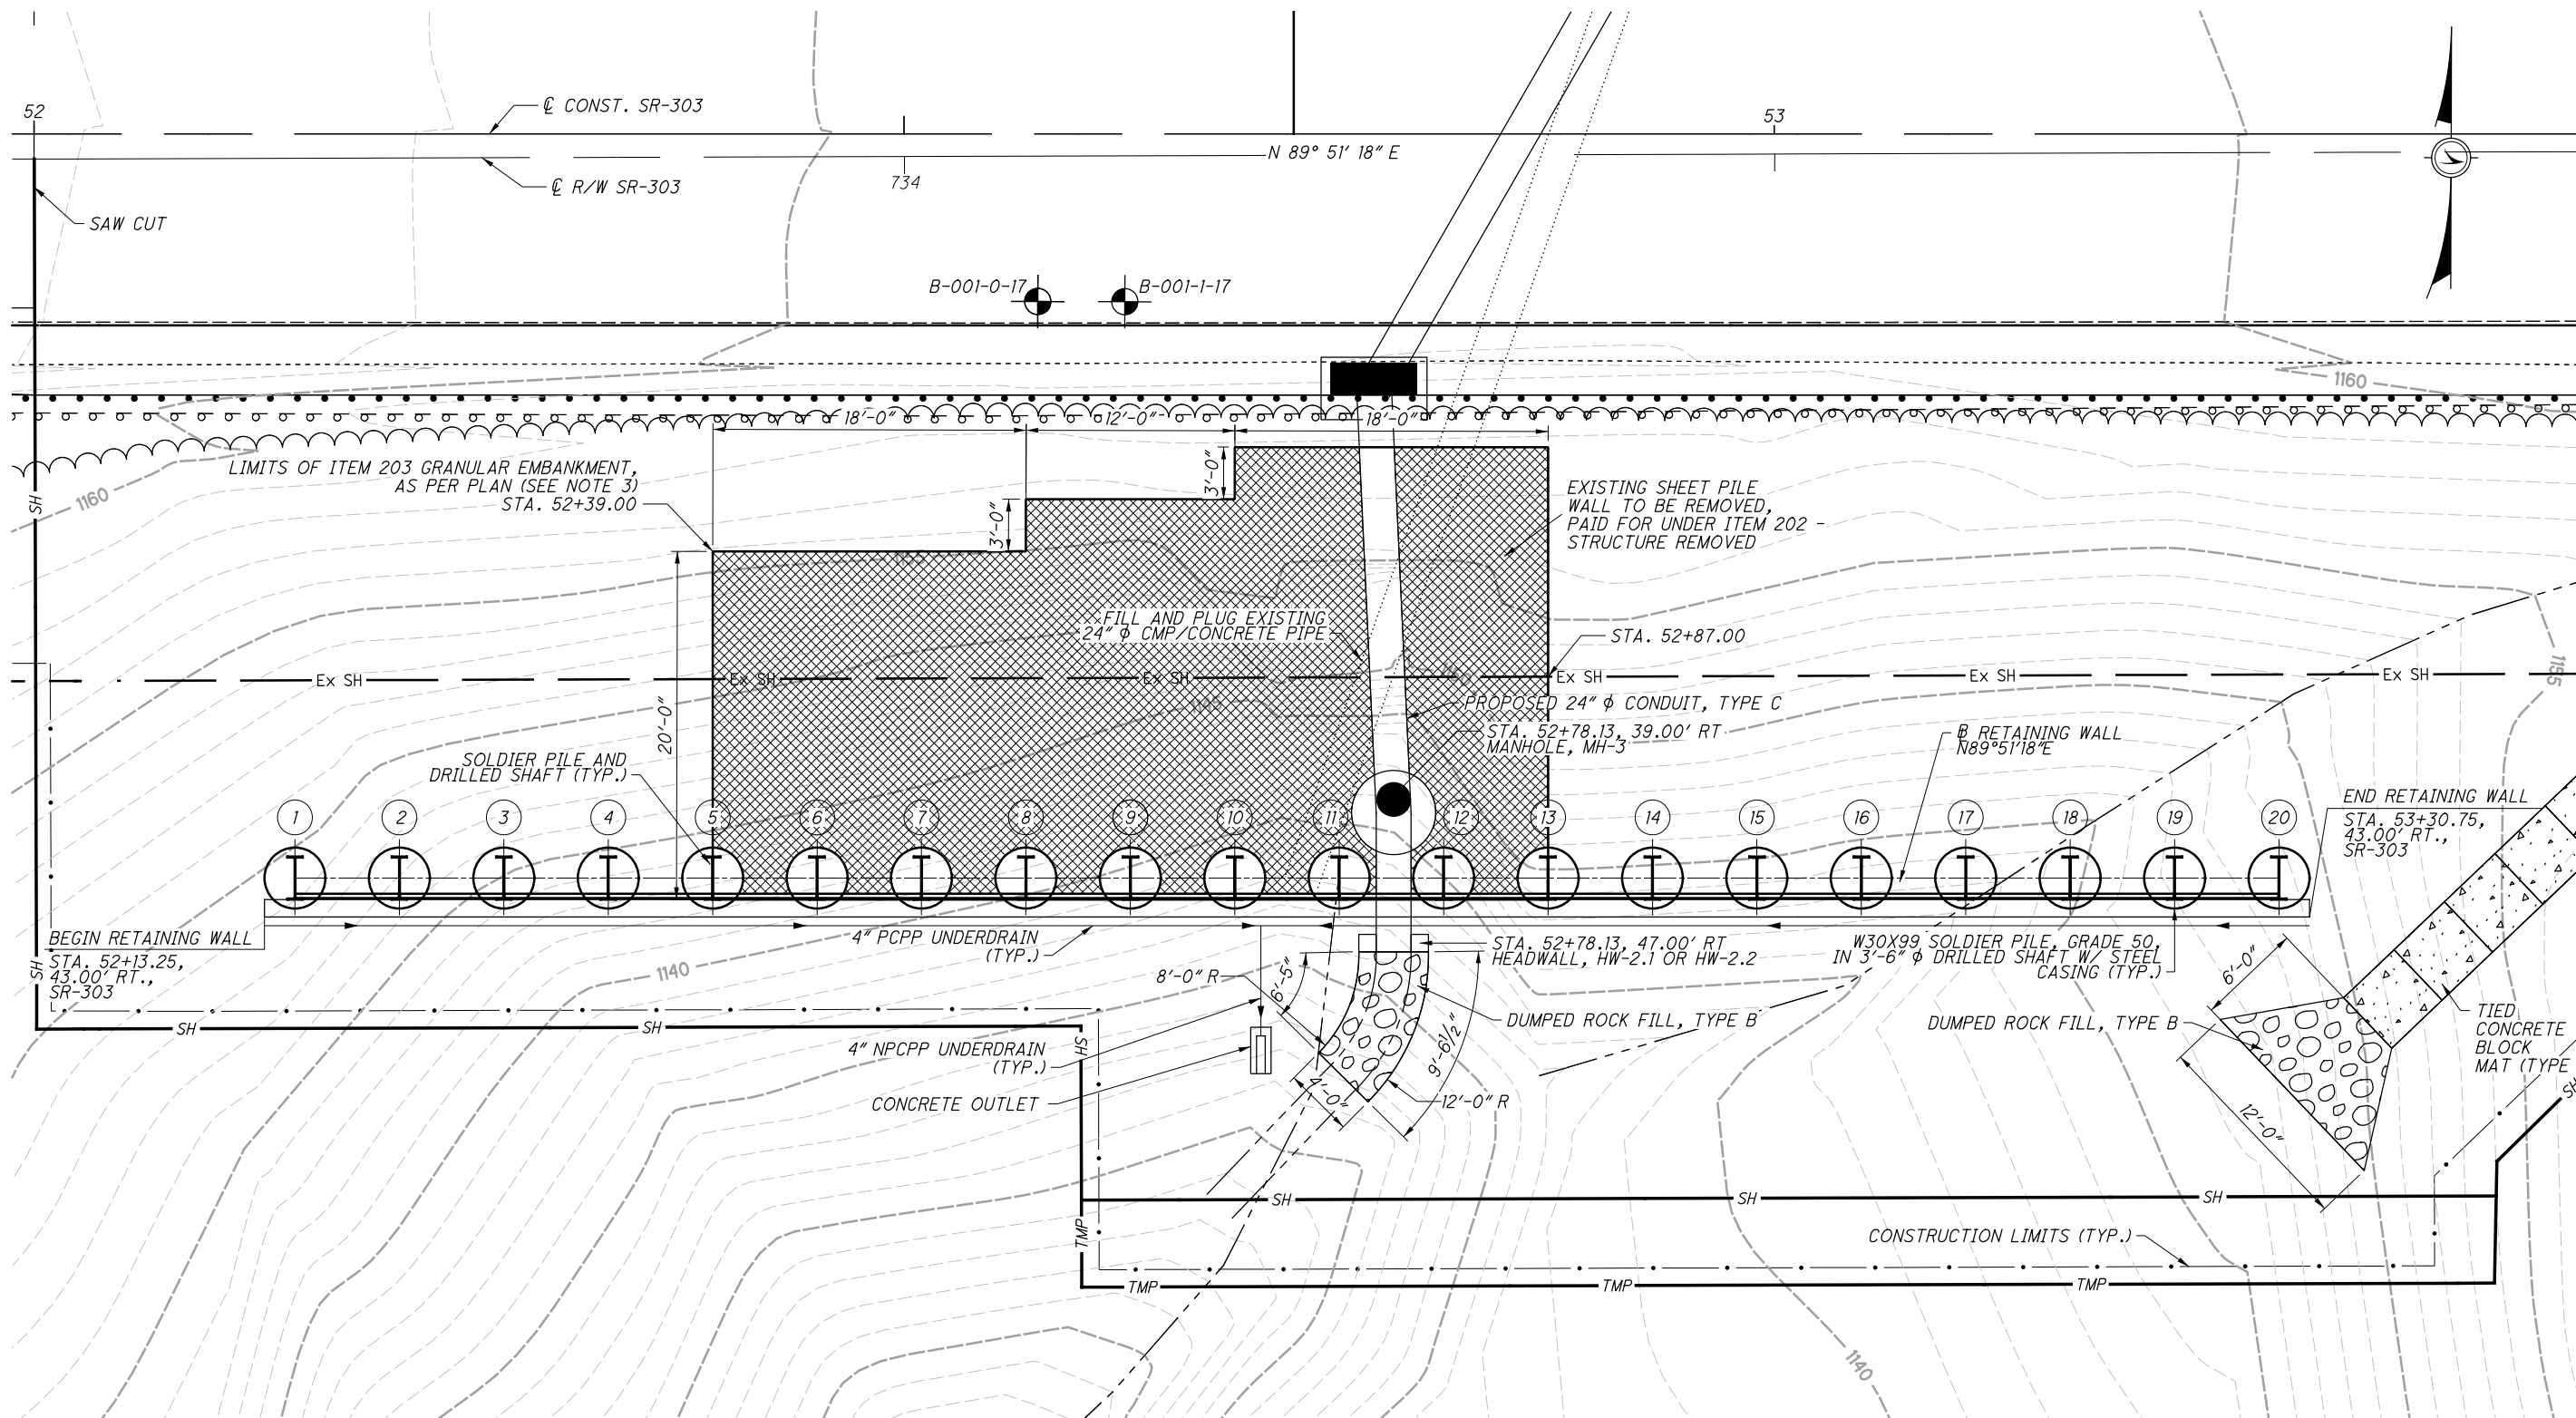 52
℄ CONST. SR-303
53
N 89° 51' 18" E
℄ R/W SR-303
734
SAW CUT
B-001-0-17
B-001-1-17
1160
18'-0"
12'-0"
18'-0"
LIMITS OF ITEM 203 GRANULAR EMBANKMENT,
AS PER PLAN (SEE NOTE 3)
STA. 52+39.00
1160
SH
3'-0"
3'-0"
EXISTING SHEET PILE
WALL TO BE REMOVED,
PAID FOR UNDER ITEM 202 -
STRUCTURE REMOVED
FILL AND PLUG EXISTING
24" ϕ CMP/CONCRETE PIPE
STA. 52+87.00
Ex SH
Ex SH
Ex SH
Ex SH
Ex SH
Ex SH
1155
1145
PROPOSED 24" ϕ CONDUIT, TYPE C
STA. 52+78.13, 39.00' RT
MANHOLE, MH-3
20'-0"
SOLDIER PILE AND
DRILLED SHAFT (TYP.)
B RETAINING WALL
N89°51'18"E
END RETAINING WALL
STA. 53+30.75,
43.00' RT.,
SR-303
1
2
3
4
5
6
7
8
9
10
11
12
13
14
15
16
17
18
19
20
BEGIN RETAINING WALL
STA. 52+13.25,
43.00' RT.,
SR-303
SH
4" PCPP UNDERDRAIN
(TYP.)
1140
STA. 52+78.13, 47.00' RT
HEADWALL, HW-2.1 OR HW-2.2
W30X99 SOLDIER PILE, GRADE 50,
IN 3'-6" ϕ DRILLED SHAFT W/ STEEL
CASING (TYP.)
8'-0" R
6'-5"
6'-0"
DUMPED ROCK FILL, TYPE B
DUMPED ROCK FILL, TYPE B
TIED
CONCRETE
BLOCK
MAT (TYPE
SH
SH
SH
4" NPCPP UNDERDRAIN
(TYP.)
9'-6½"
4'-0"
CONCRETE OUTLET
12'-0" R
12'-0"
SH
SH
SH
SH
TMP
CONSTRUCTION LIMITS (TYP.)
TMP
TMP
TMP
1140